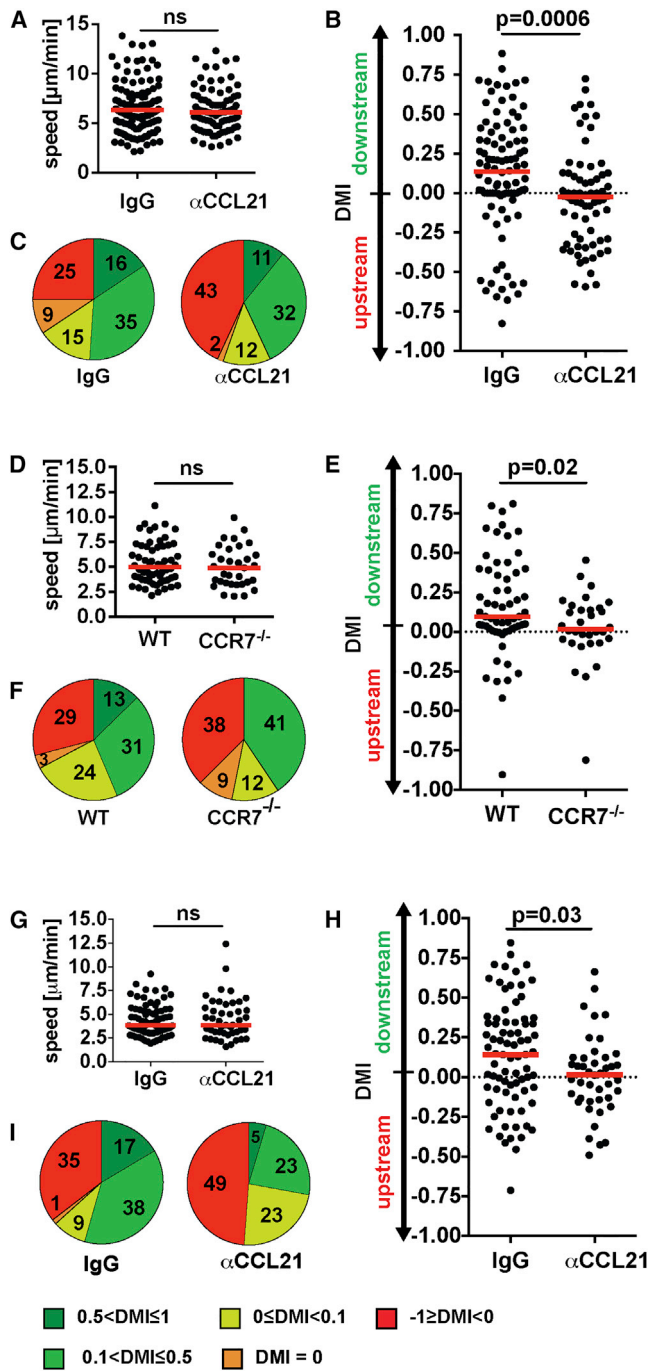 A
ns
speed [µm/min]
15
10
5
0
IgG
αCCL21
B
p=0.0006
DMI
downstream
upstream
1.00
0.75
0.50
0.25
0.00
-0.25
-0.50
-0.75
-1.00
IgG
αCCL21
C
16
35
15
9
25
IgG
11
32
12
2
43
αCCL21
D
ns
speed [µm/min]
15.0
12.5
10.0
7.5
5.0
2.5
0.0
WT
CCR7-/-
E
p=0.02
DMI
downstream
upstream
1.00
0.75
0.50
0.25
0.00
-0.25
-0.50
-0.75
-1.00
WT
CCR7-/-
F
13
31
24
3
29
WT
41
12
9
38
CCR7-/-
G
ns
speed [µm/min]
15.0
12.5
10.0
7.5
5.0
2.5
0.0
IgG
αCCL21
H
p=0.03
DMI
downstream
upstream
1.00
0.75
0.50
0.25
0.00
-0.25
-0.50
-0.75
-1.00
IgG
αCCL21
I
17
38
9
1
35
IgG
5
23
23
49
αCCL21
0.5<DMI≤1
0≤DMI<0.1
-1≥DMI<0
0.1<DMI≤0.5
DMI = 0